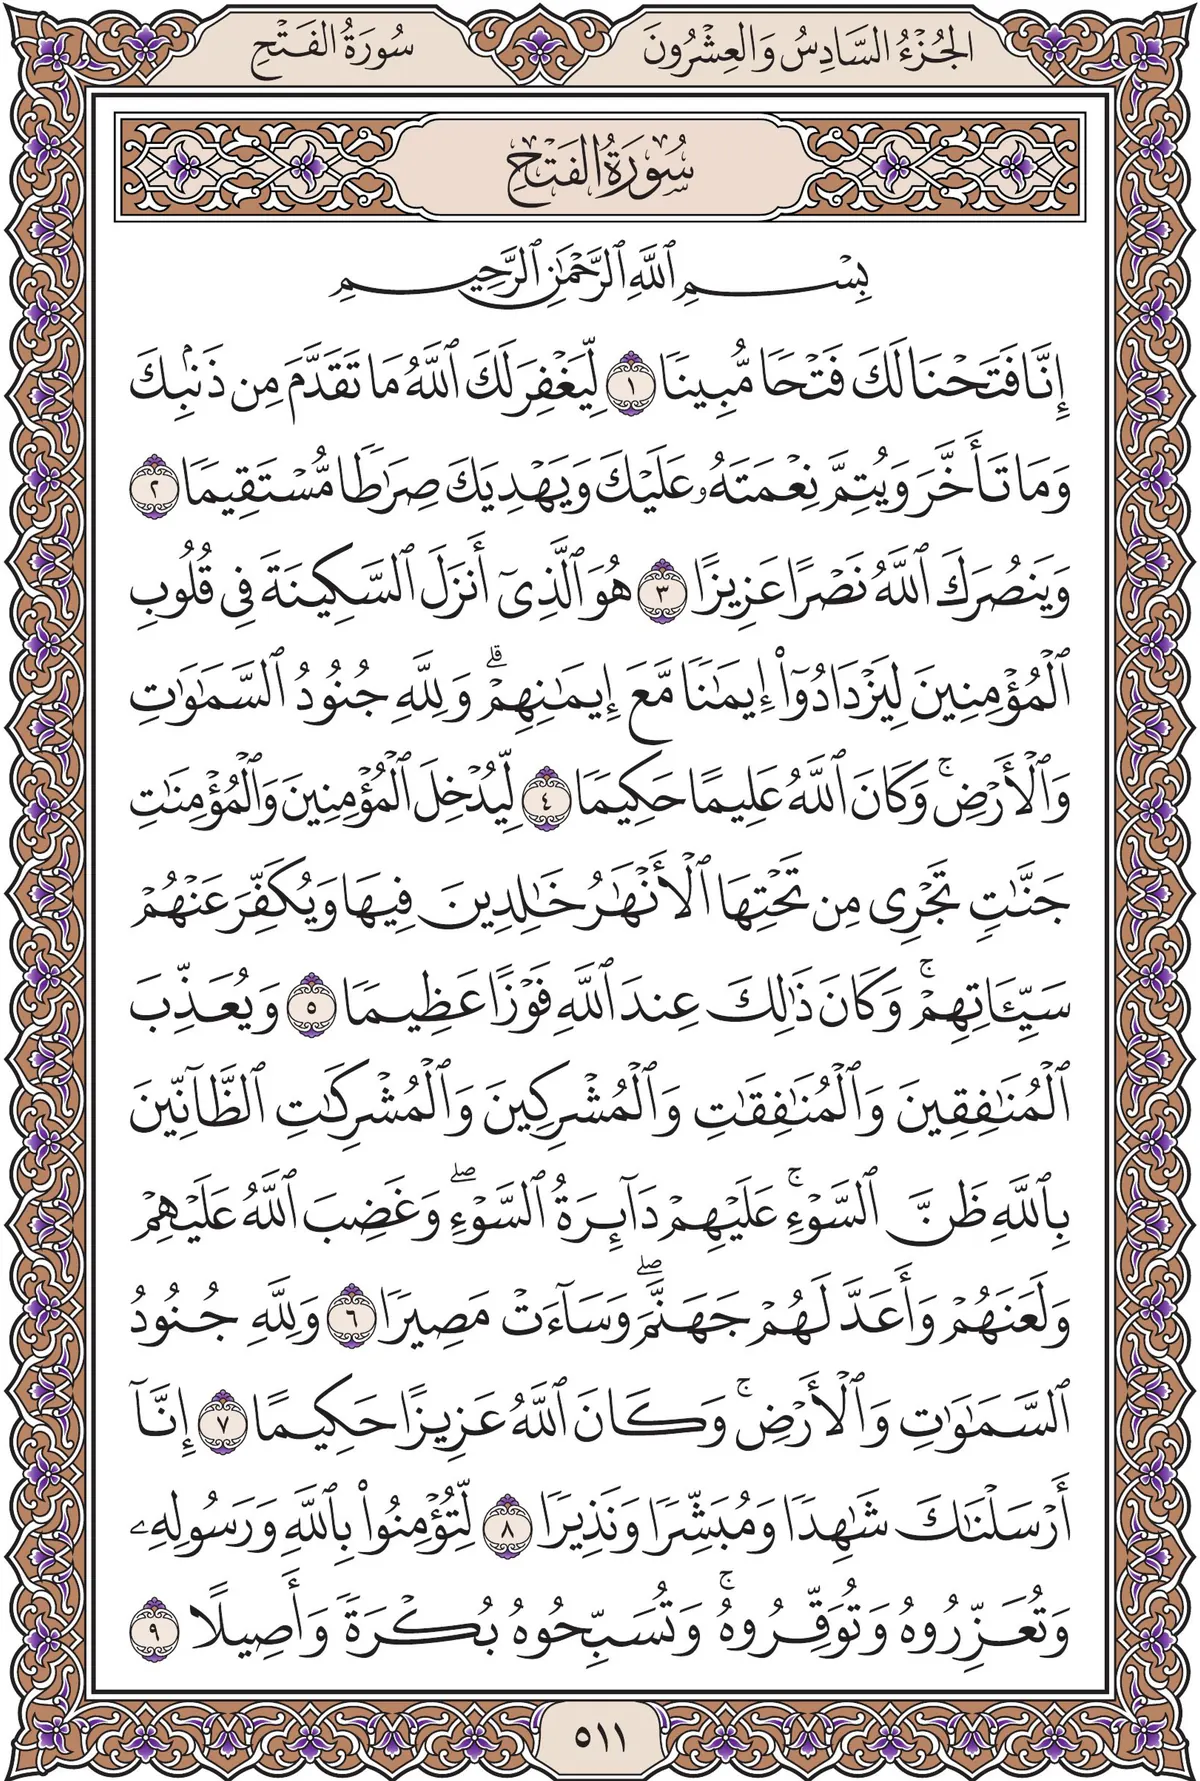 الجُزْءُ السَّادِسُ وَالعِشْرُونَ
سُورَةُ الفَتْحِ
سُورَةُ الفَتْحِ
بِسْمِ ٱللَّهِ ٱلرَّحْمَٰنِ ٱلرَّحِيمِ
إِنَّا فَتَحْنَا لَكَ فَتْحًا مُّبِينًا ١ لِّيَغْفِرَ لَكَ ٱللَّهُ مَا تَقَدَّمَ مِن ذَنۢبِكَ
وَمَا تَأَخَّرَ وَيُتِمَّ نِعْمَتَهُۥ عَلَيْكَ وَيَهْدِيَكَ صِرَٰطًا مُّسْتَقِيمًا ٢
وَيَنصُرَكَ ٱللَّهُ نَصْرًا عَزِيزًا ٣ هُوَ ٱلَّذِىٓ أَنزَلَ ٱلسَّكِينَةَ فِى قُلُوبِ
ٱلْمُؤْمِنِينَ لِيَزْدَادُوٓا۟ إِيمَٰنًا مَّعَ إِيمَٰنِهِمْ ۗ وَلِلَّهِ جُنُودُ ٱلسَّمَٰوَٰتِ
وَٱلْأَرْضِ ۚ وَكَانَ ٱللَّهُ عَلِيمًا حَكِيمًا ٤ لِّيُدْخِلَ ٱلْمُؤْمِنِينَ وَٱلْمُؤْمِنَٰتِ
جَنَّٰتٍ تَجْرِى مِن تَحْتِهَا ٱلْأَنْهَٰرُ خَٰلِدِينَ فِيهَا وَيُكَفِّرَ عَنْهُمْ
سَيِّـَٔاتِهِمْ ۚ وَكَانَ ذَٰلِكَ عِندَ ٱللَّهِ فَوْزًا عَظِيمًا ٥ وَيُعَذِّبَ
ٱلْمُنَٰفِقِينَ وَٱلْمُنَٰفِقَٰتِ وَٱلْمُشْرِكِينَ وَٱلْمُشْرِكَٰتِ ٱلظَّآنِّينَ
بِٱللَّهِ ظَنَّ ٱلسَّوْءِ ۚ عَلَيْهِمْ دَآئِرَةُ ٱلسَّوْءِ ۖ وَغَضِبَ ٱللَّهُ عَلَيْهِمْ
وَلَعَنَهُمْ وَأَعَدَّ لَهُمْ جَهَنَّمَ ۖ وَسَآءَتْ مَصِيرًا ٦ وَلِلَّهِ جُنُودُ
ٱلسَّمَٰوَٰتِ وَٱلْأَرْضِ ۚ وَكَانَ ٱللَّهُ عَزِيزًا حَكِيمًا ٧ إِنَّآ
أَرْسَلْنَٰكَ شَٰهِدًا وَمُبَشِّرًا وَنَذِيرًا ٨ لِّتُؤْمِنُوا۟ بِٱللَّهِ وَرَسُولِهِۦ
وَتُعَزِّرُوهُ وَتُوَقِّرُوهُ ۚ وَتُسَبِّحُوهُ بُكْرَةً وَأَصِيلًا ٩
٥١١